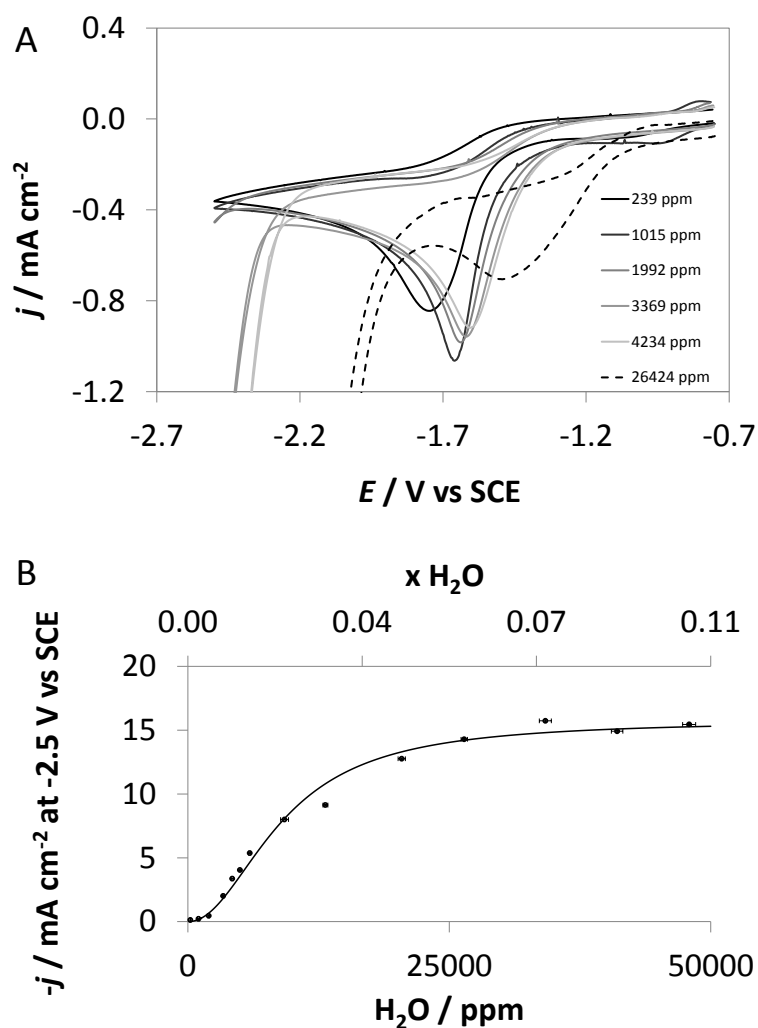 A
0.4
0.0
-0.4
-0.8
-1.2
j / mA cm-2
239 ppm
1015 ppm
1992 ppm
3369 ppm
4234 ppm
26424 ppm
-2.7 -2.2 -1.7 -1.2 -0.7
E / V vs SCE
B
x H2O
0.00 0.04 0.07 0.11
20
15
10
5
0
-j / mA cm-2 at -2.5 V vs SCE
0 25000 50000
H2O / ppm